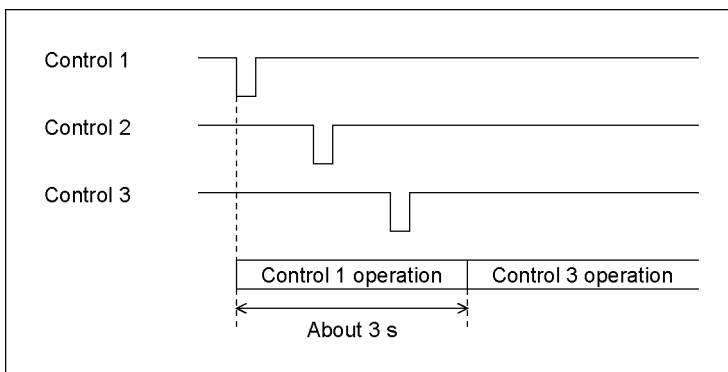 Control 1
Control 2
Control 3
Control 1 operation
Control 3 operation
About 3 s